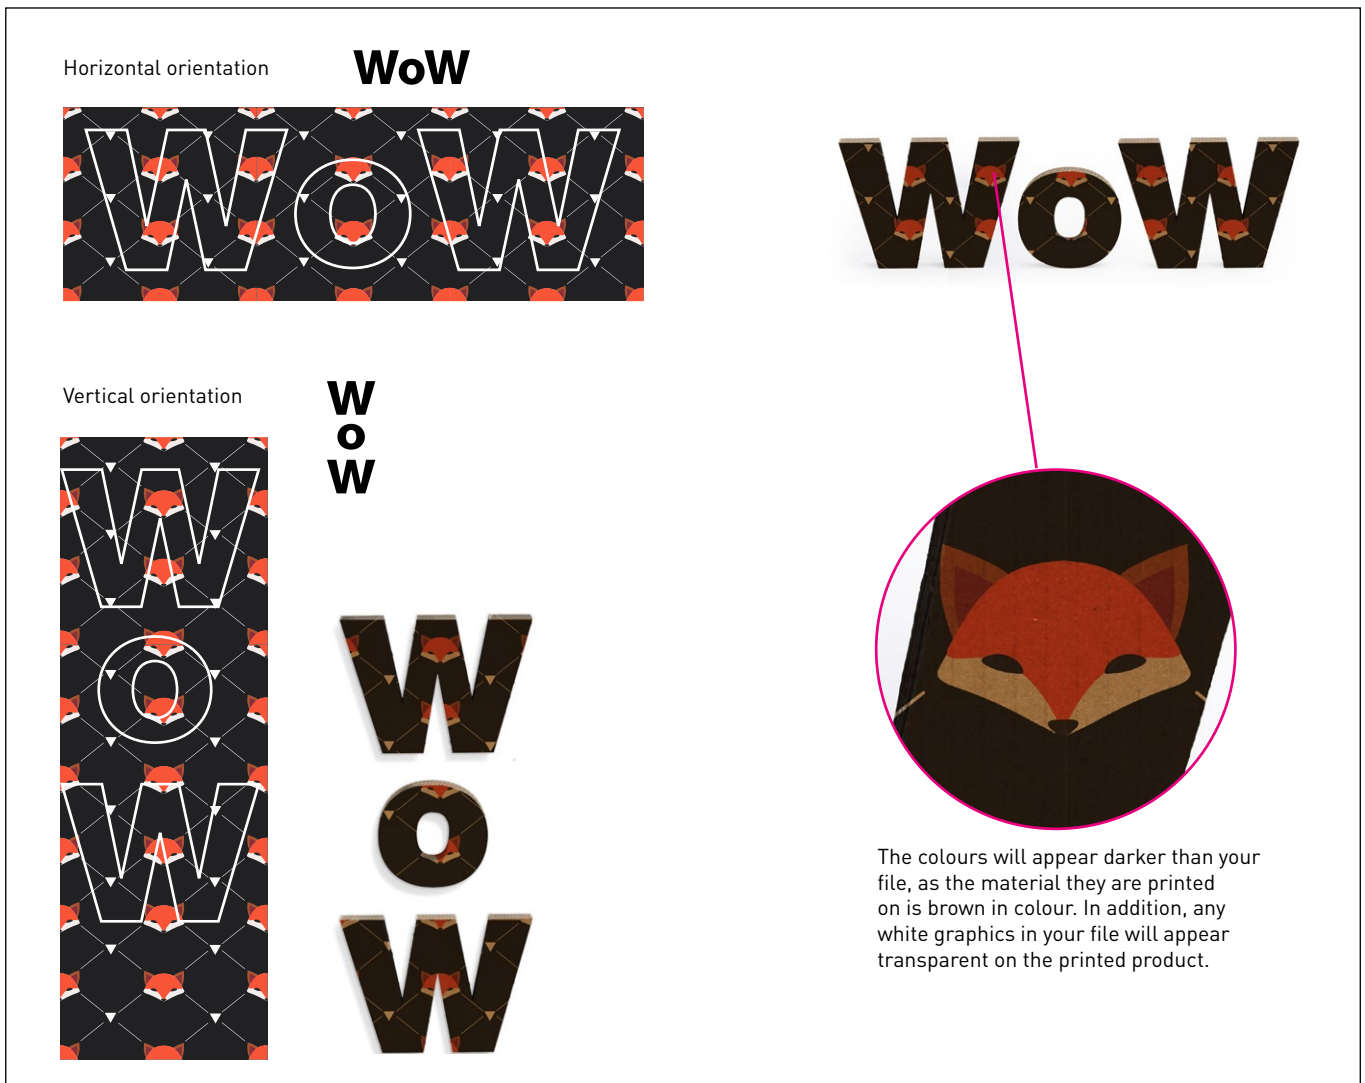 Horizontal orientation
WoW
WoW
WoW
Vertical orientation
W
o
W
W
o
W
W
o
W
The colours will appear darker than your
file, as the material they are printed
on is brown in colour. In addition, any
white graphics in your file will appear
transparent on the printed product.